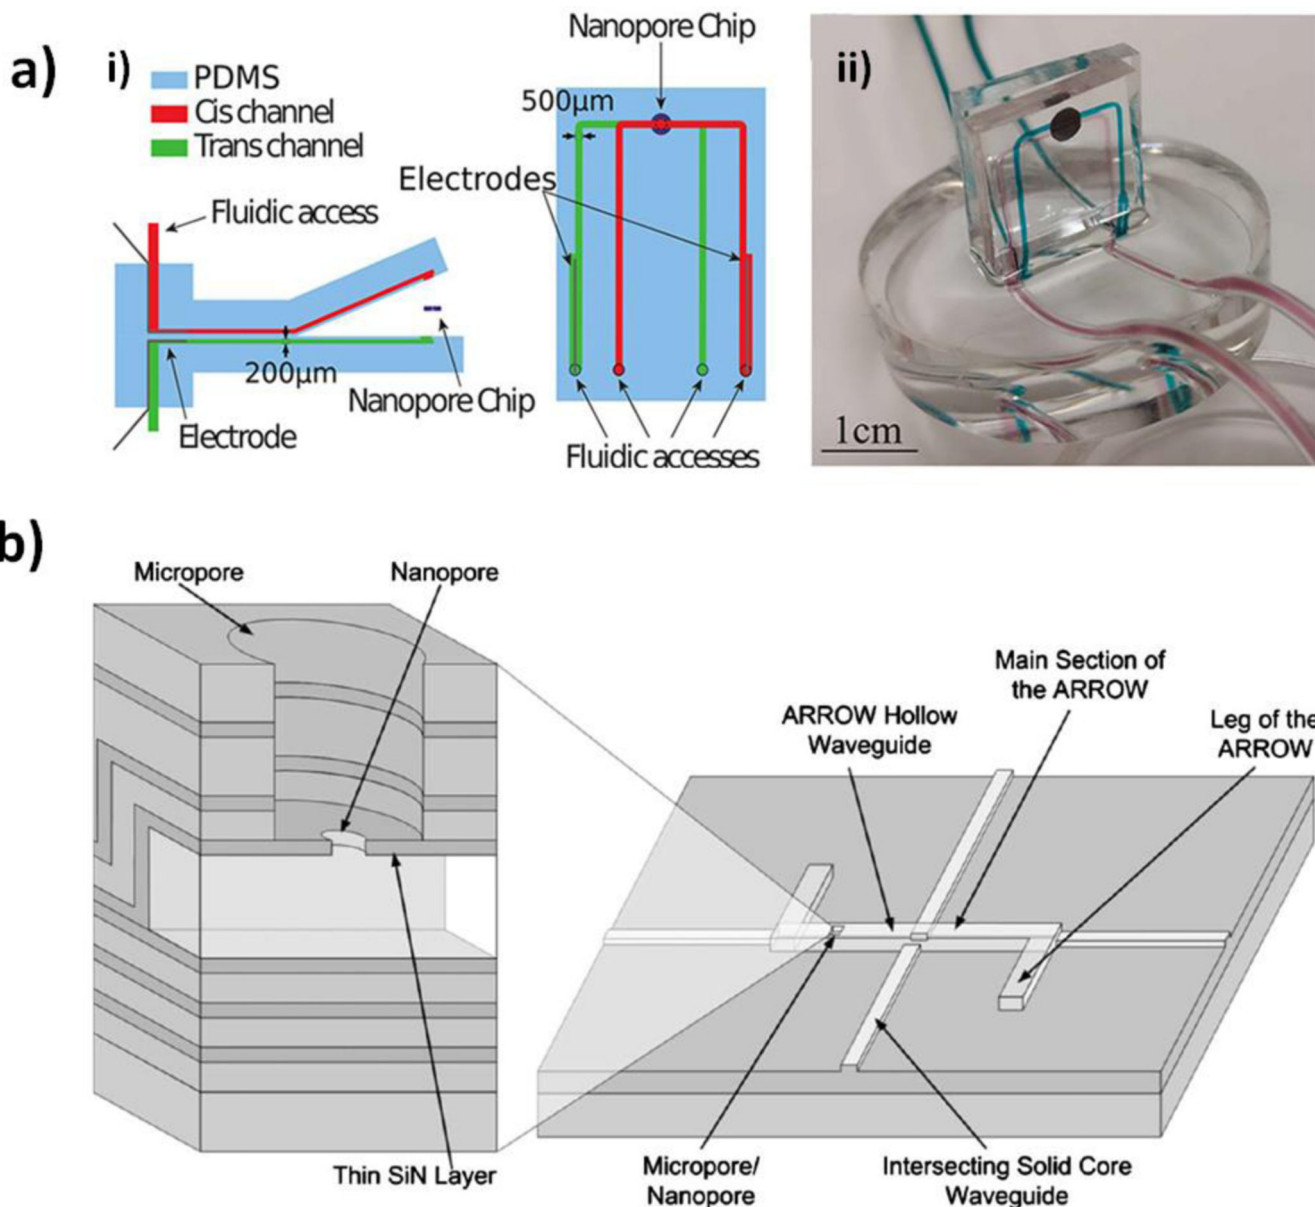 a)
i)
PDMS
Cis channel
Trans channel
Fluidic access
200µm
Electrode
Nanopore Chip
Nanopore Chip
500µm
Electrodes
Fluidic accesses
ii)
1cm
b)
Micropore
Nanopore
Thin SiN Layer
Main Section of
the ARROW
ARROW Hollow
Waveguide
Leg of the
ARROW
Micropore/
Nanopore
Intersecting Solid Core
Waveguide